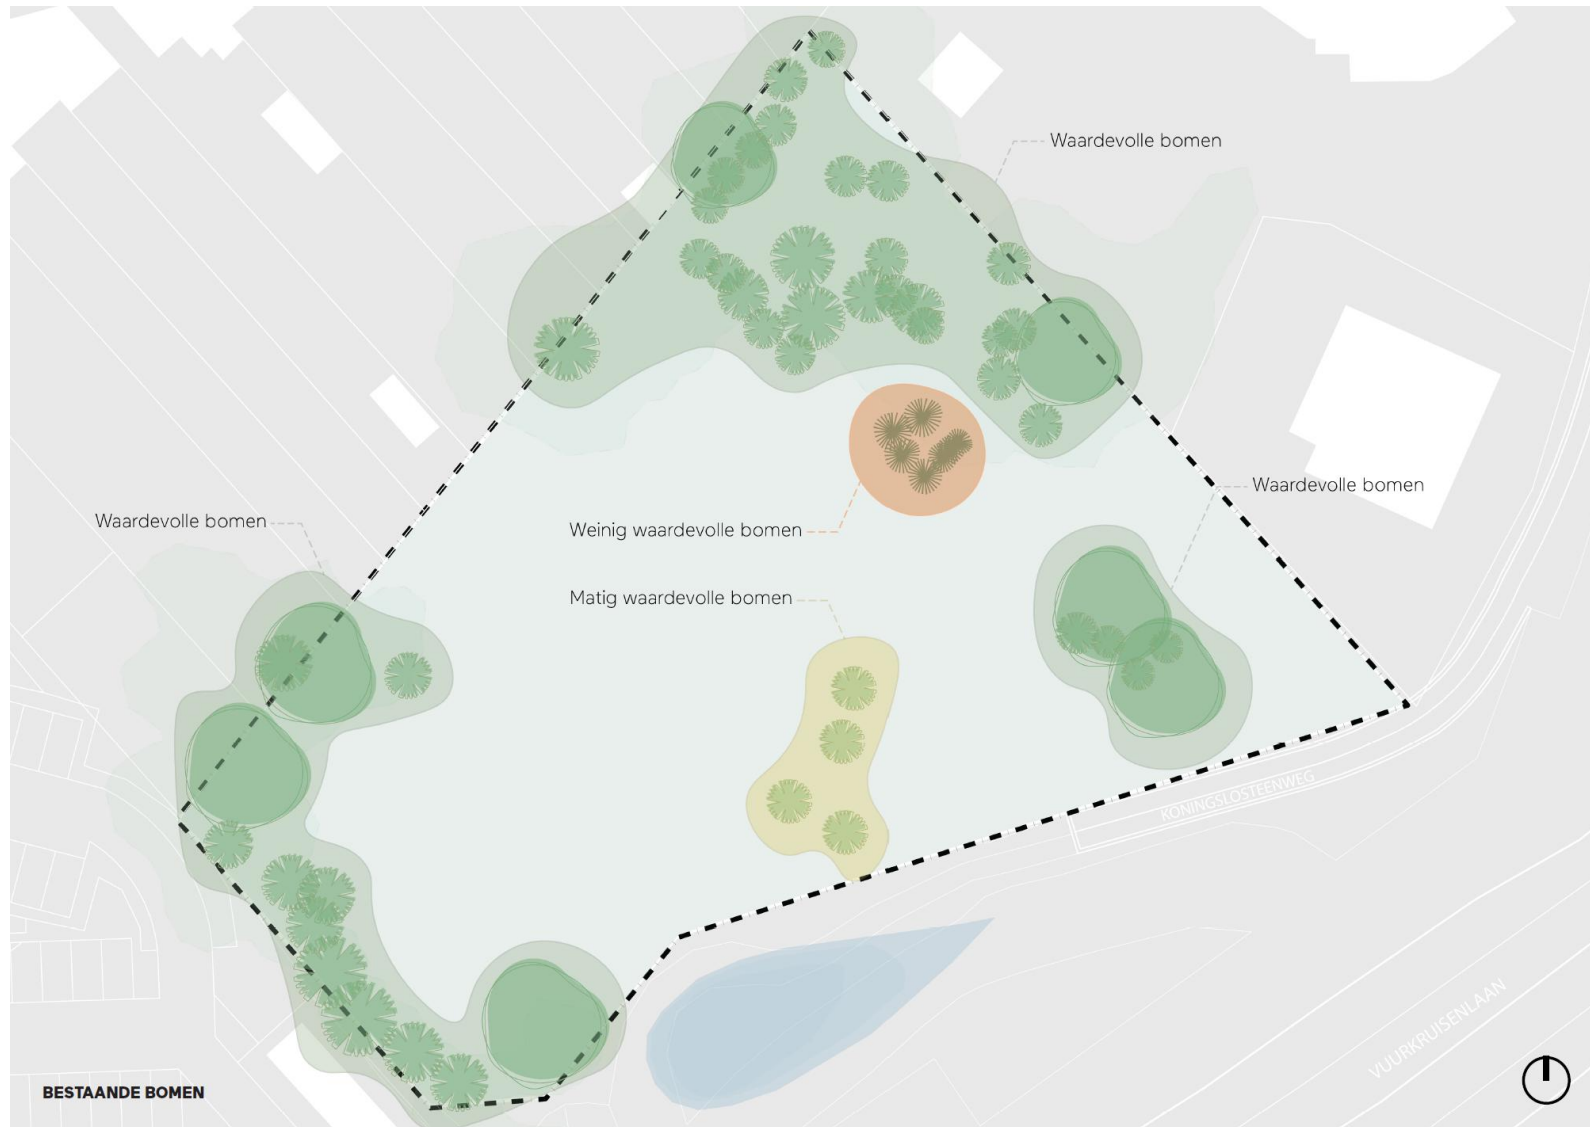 Waardevolle bomen
Waardevolle bomen
Waardevolle bomen
Weinig waardevolle bomen
Matig waardevolle bomen
KONINGSLOSTEENWEG
VUURKRUISENLAAN
BESTAANDE BOMEN